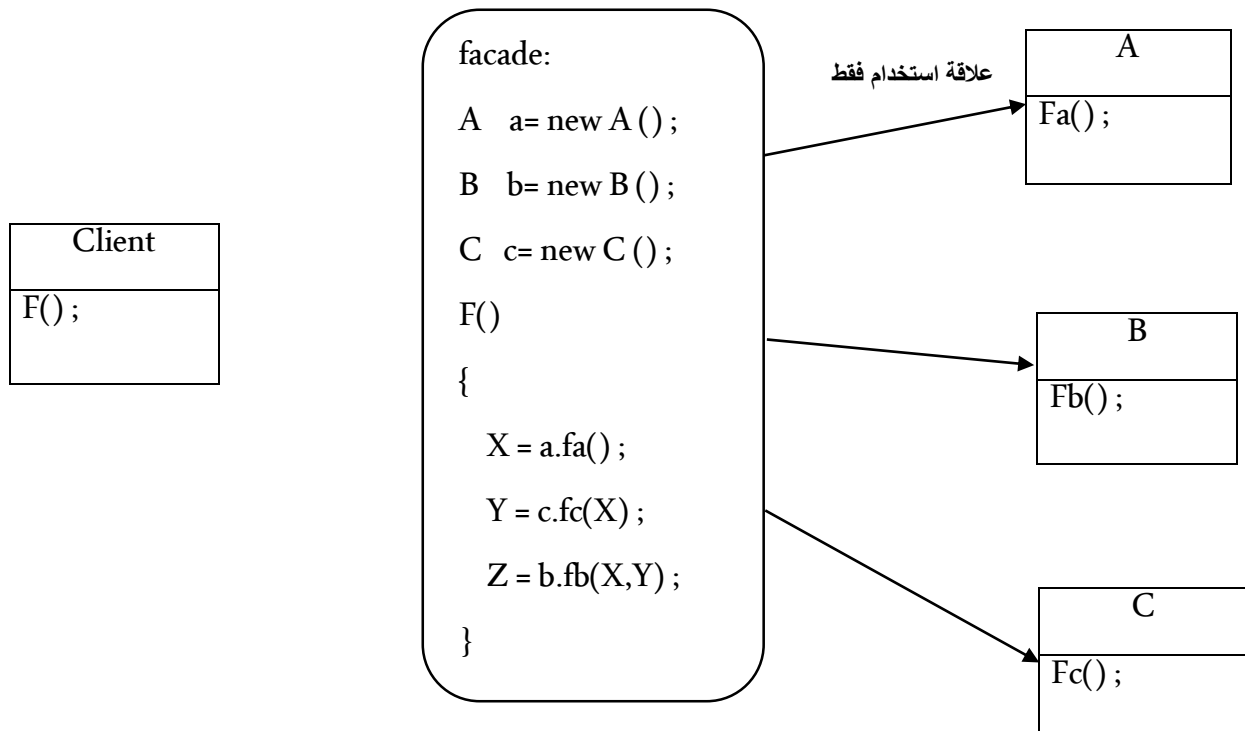 Client
F() ;
facade:
A a= new A () ;
B b= new B () ;
C c= new C () ;
F()
{
X = a.fa() ;
Y = c.fc(X) ;
Z = b.fb(X,Y) ;
}
علاقة استخدام فقط
A
Fa() ;
B
Fb() ;
C
Fc() ;